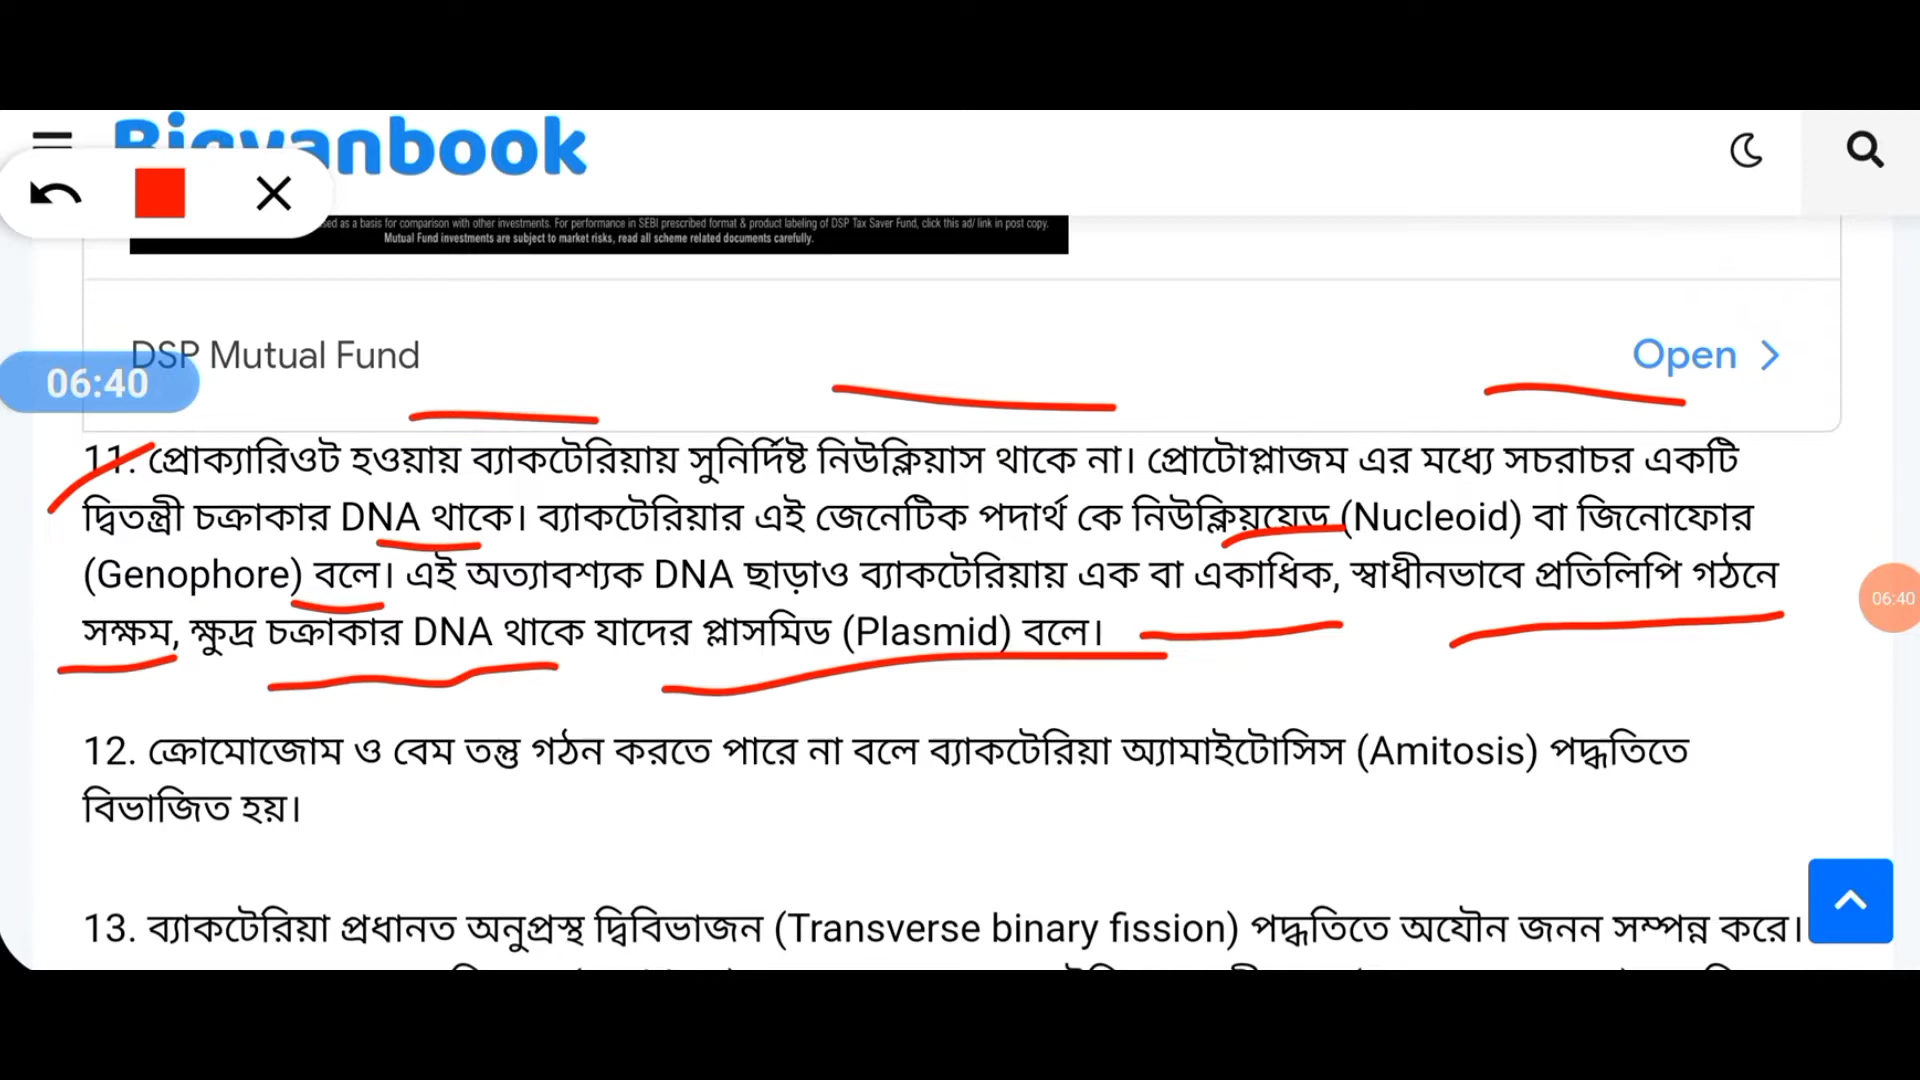 Bigyanbook
sed as a basis for comparison with other investments. For performance in SEBI prescribed format & product labeling of DSP Tax Saver Fund, click this ad/ link in post copy.
Mutual Fund investments are subject to market risks, read all scheme related documents carefully.
DSP Mutual Fund
Open
06:40
11. প্রোক্যারিওট হওয়ায় ব্যাকটেরিয়ায় সুনির্দিষ্ট নিউক্লিয়াস থাকে না। প্রোটোপ্লাজম এর মধ্যে সচরাচর একটি
দ্বিতন্ত্রী চক্রাকার DNA থাকে। ব্যাকটেরিয়ার এই জেনেটিক পদার্থ কে নিউক্লিয়য়েড (Nucleoid) বা জিনোফোর
(Genophore) বলে। এই অত্যাবশ্যক DNA ছাড়াও ব্যাকটেরিয়ায় এক বা একাধিক, স্বাধীনভাবে প্রতিলিপি গঠনে
06:40
সক্ষম, ক্ষুদ্র চক্রাকার DNA থাকে যাদের প্লাসমিড (Plasmid) বলে।
12. ক্রোমোজোম ও বেম তন্তু গঠন করতে পারে না বলে ব্যাকটেরিয়া অ্যামাইটোসিস (Amitosis) পদ্ধতিতে
বিভাজিত হয়।
13. ব্যাকটেরিয়া প্রধানত অনুপ্রস্থ দ্বিবিভাজন (Transverse binary fission) পদ্ধতিতে অযৌন জনন সম্পন্ন করে।